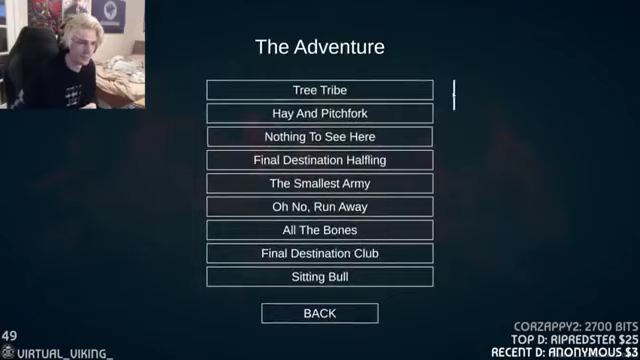 The Adventure
Tree Tribe
Hay And Pitchfork
Nothing To See Here
Final Destination Halfling
The Smallest Army
Oh No, Run Away
All The Bones
Final Destination Club
Sitting Bull
BACK
49
VIRTUAL_VIKING_
CORZAPPY2: 2700 BITS
TOP D: RIPREDSTER $25
RECENT D: ANONYMOUS $3